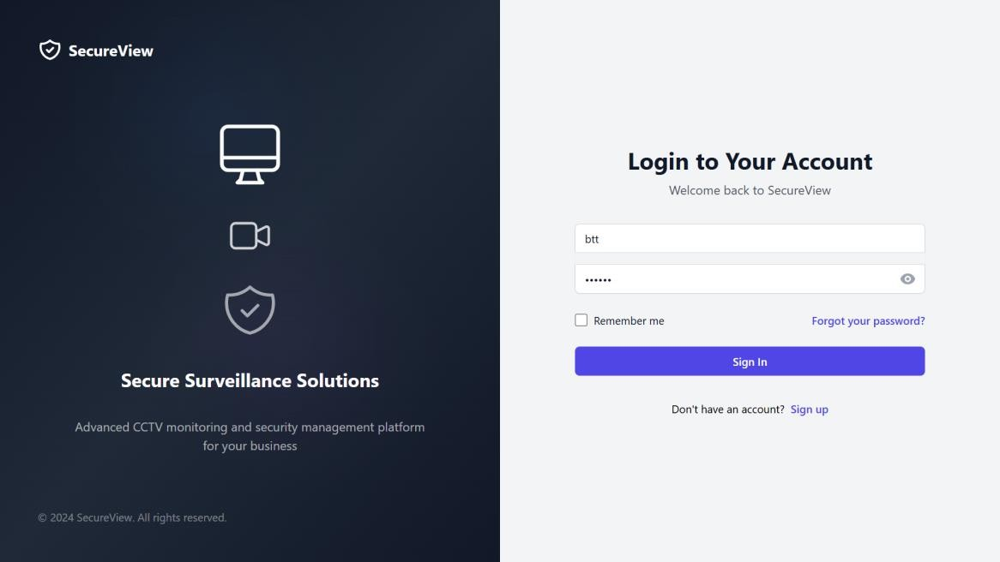 SecureView
Secure Surveillance Solutions
Advanced CCTV monitoring and security management platform
for your business
© 2024 SecureView. All rights reserved.
Login to Your Account
Welcome back to SecureView
btt
••••••
Remember me
Forgot your password?
Sign In
Don't have an account? Sign up